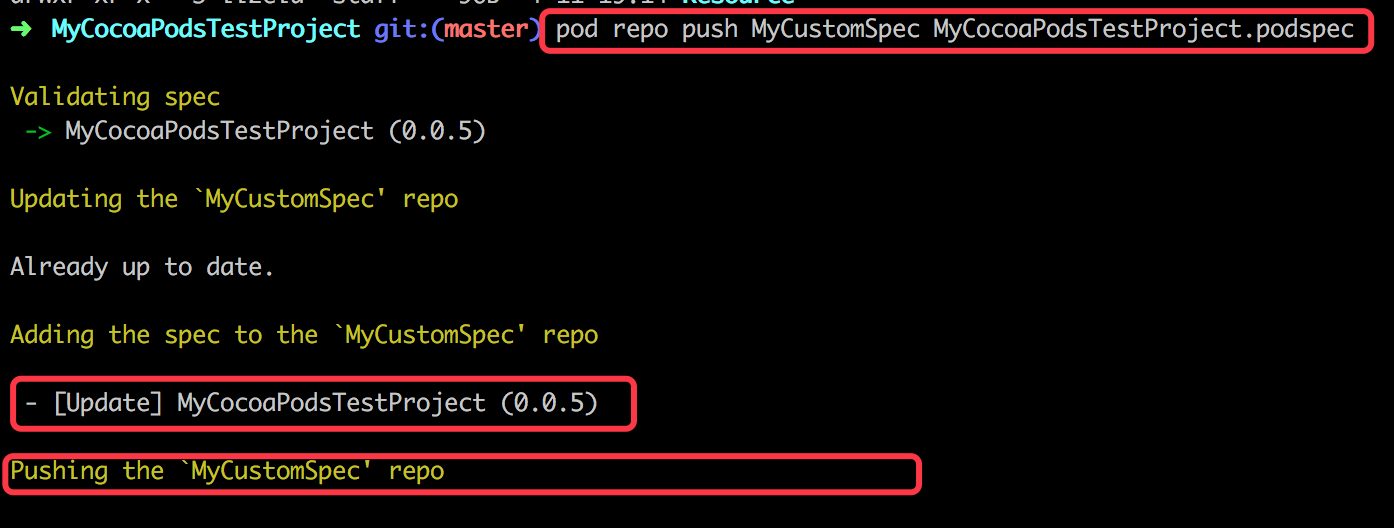 ➜ MyCocoaPodsTestProject git:(master) pod repo push MyCustomSpec MyCocoaPodsTestProject.podspec
Validating spec
-> MyCocoaPodsTestProject (0.0.5)
Updating the `MyCustomSpec' repo
Already up to date.
Adding the spec to the `MyCustomSpec' repo
- [Update] MyCocoaPodsTestProject (0.0.5)
Pushing the `MyCustomSpec' repo